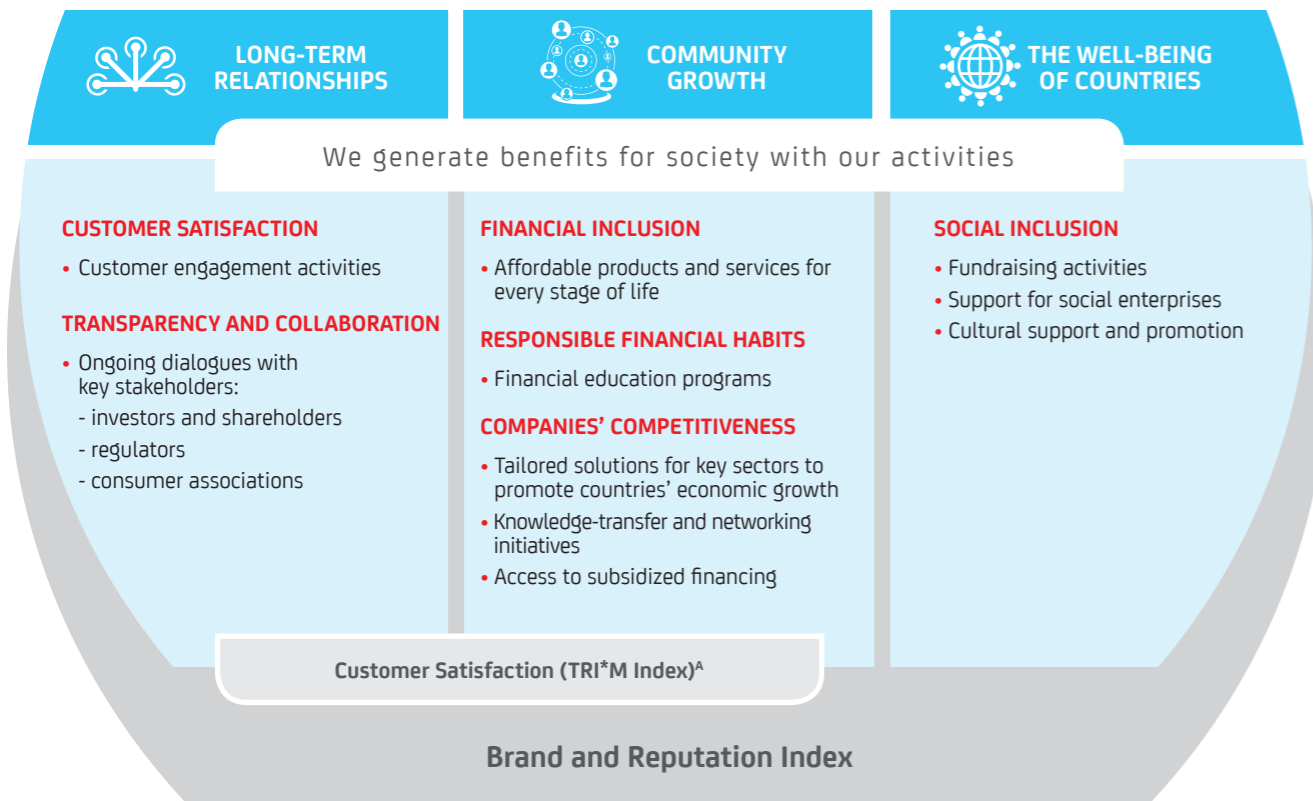 LONG-TERM
RELATIONSHIPS
COMMUNITY
GROWTH
THE WELL-BEING
OF COUNTRIES
We generate benefits for society with our activities
CUSTOMER SATISFACTION
• Customer engagement activities
TRANSPARENCY AND COLLABORATION
• Ongoing dialogues with
key stakeholders:
- investors and shareholders
- regulators
- consumer associations
FINANCIAL INCLUSION
• Affordable products and services for
every stage of life
RESPONSIBLE FINANCIAL HABITS
• Financial education programs
COMPANIES’ COMPETITIVENESS
• Tailored solutions for key sectors to
promote countries’ economic growth
• Knowledge-transfer and networking
initiatives
• Access to subsidized financing
SOCIAL INCLUSION
• Fundraising activities
• Support for social enterprises
• Cultural support and promotion
Customer Satisfaction (TRI*M Index)ᴬ
Brand and Reputation Index